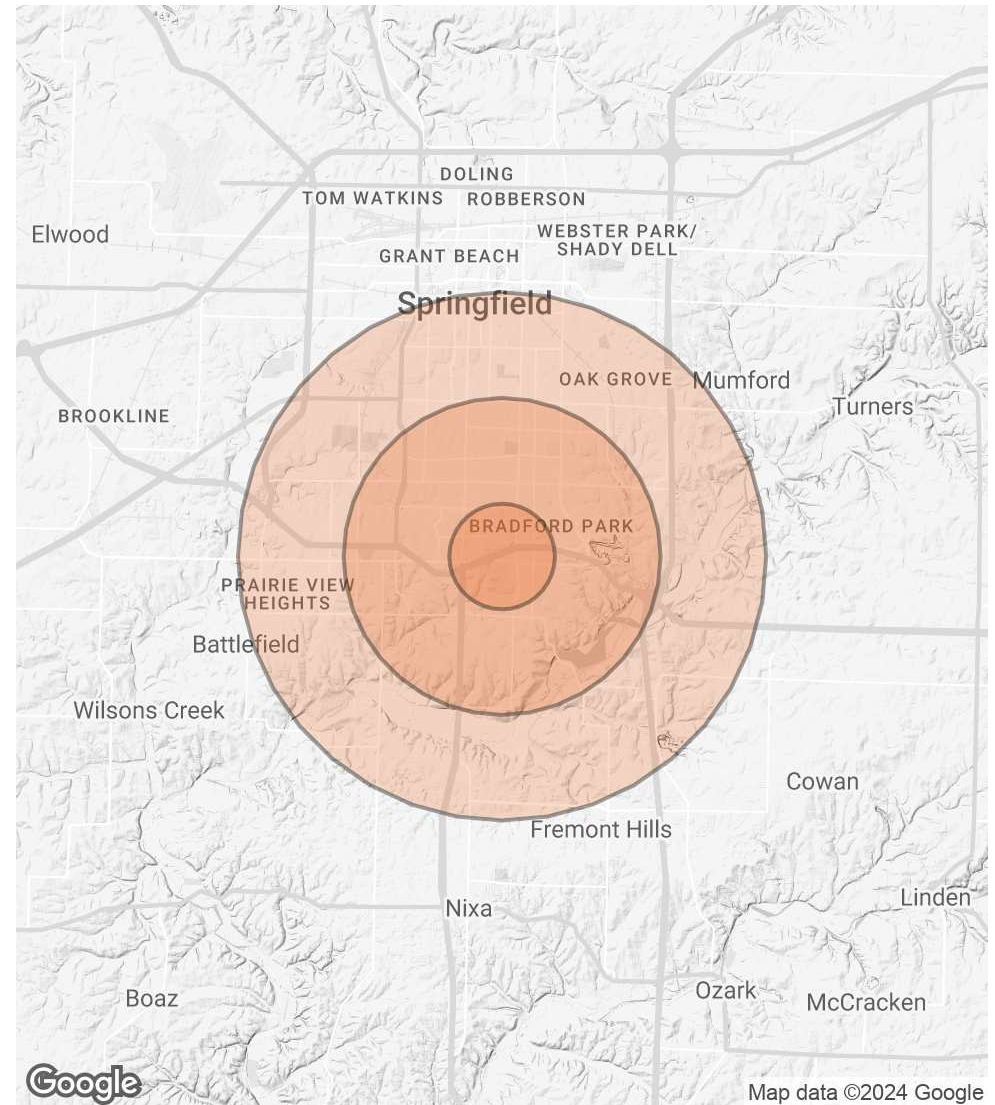 DOLING
TOM WATKINS
ROBBERSON
Elwood
WEBSTER PARK/
SHADY DELL
GRANT BEACH
Springfield
OAK GROVE
Mumford
Turners
BROOKLINE
BRADFORD PARK
PRAIRIE VIEW
HEIGHTS
Battlefield
Wilsons Creek
Cowan
Fremont Hills
Linden
Nixa
Ozark
Boaz
McCracken
Google
Map data ©2024 Google